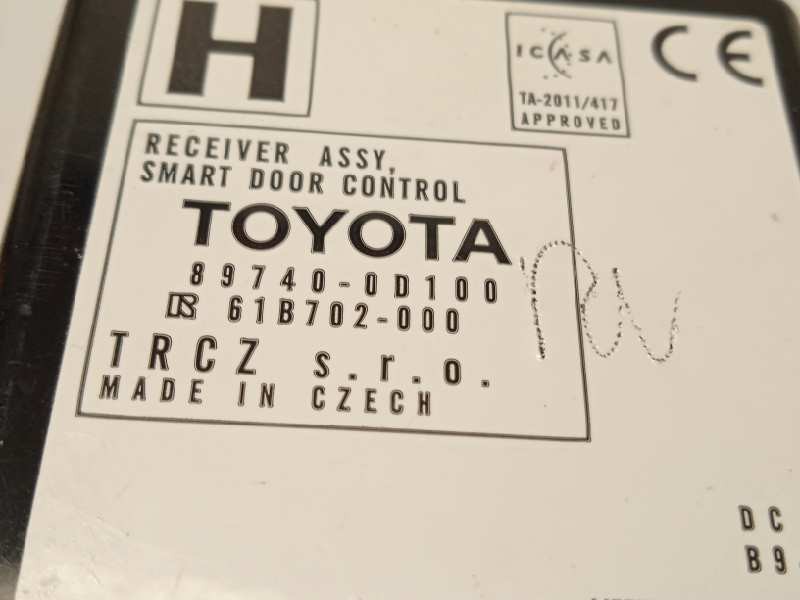 H
ICASA
TA-2011/417
APPROVED
CE
RECEIVER ASSY,
SMART DOOR CONTROL
TOYOTA
89740-0D100
61B702-000
TRCZ s.r.o.
MADE IN CZECH
DC
B9